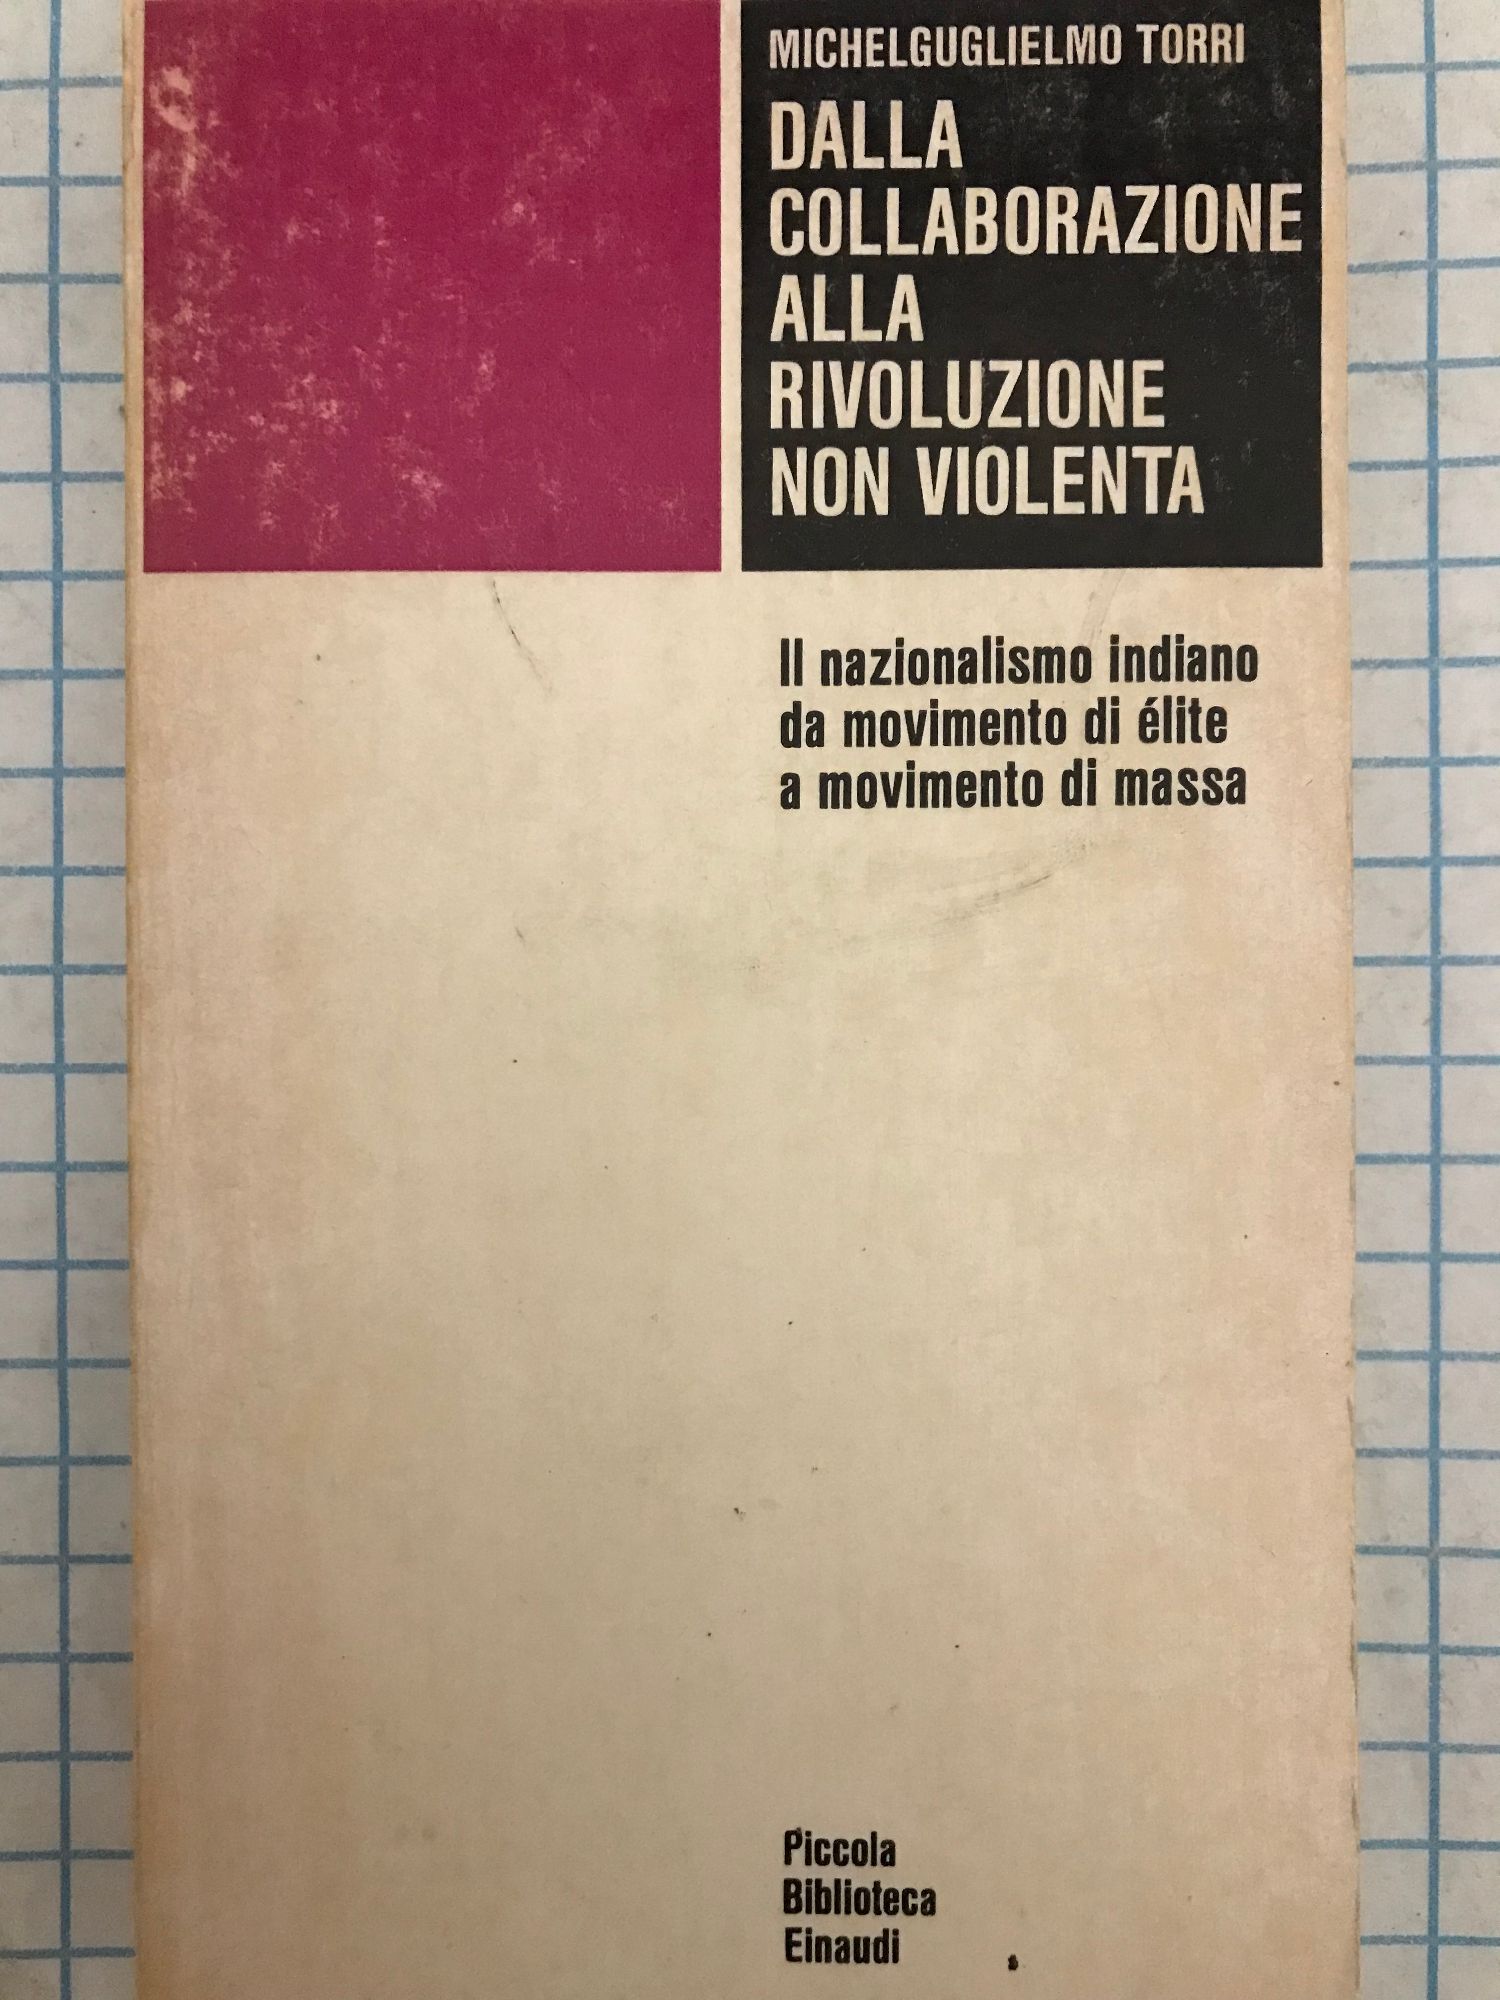 MICHELGUGLIELMO TORRI
DALLA
COLLABORAZIONE
ALLA
RIVOLUZIONE
NON VIOLENTA
Il nazionalismo indiano
da movimento di élite
a movimento di massa
Piccola
Biblioteca
Einaudi